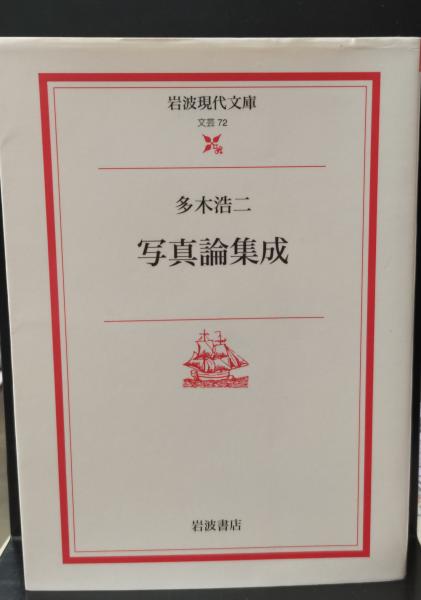 岩波現代文庫
文芸 72
多木浩二
写真論集成
岩波書店